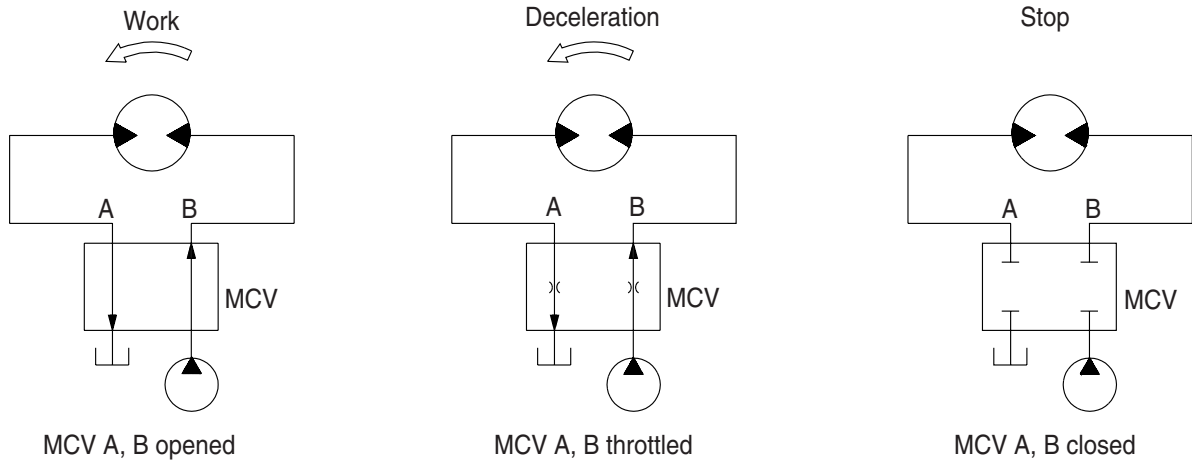 Work
Deceleration
Stop
A B
MCV
A B
MCV
A B
MCV
MCV A, B opened
MCV A, B throttled
MCV A, B closed